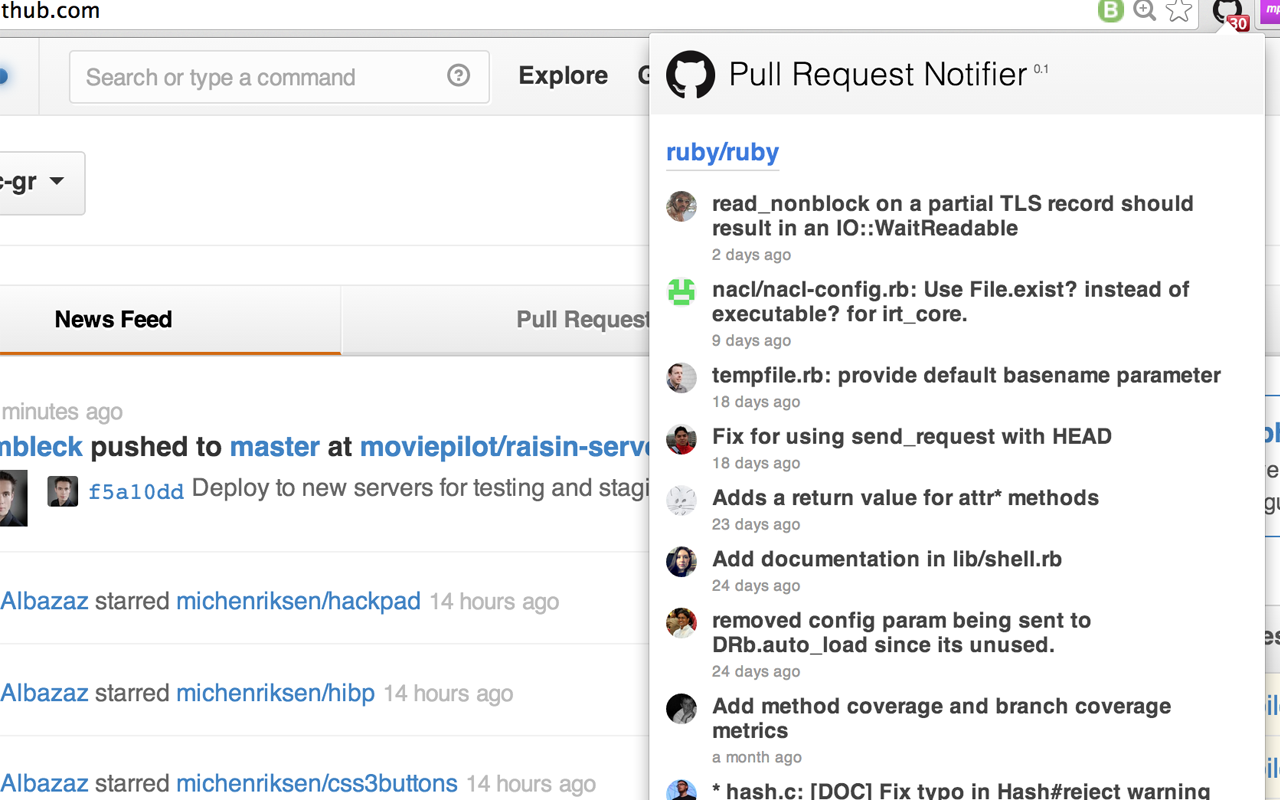 thub.com
B
30
mp
Search or type a command
?
Explore
Pull Request Notifier 0.1
ruby/ruby
c-gr
read_nonblock on a partial TLS record should
result in an IO::WaitReadable
2 days ago
nacl/nacl-config.rb: Use File.exist? instead of
executable? for irt_core.
9 days ago
News Feed
Pull Request
tempfile.rb: provide default basename parameter
18 days ago
minutes ago
mbleck pushed to master at moviepilot/raisin-serve
f5a10dd Deploy to new servers for testing and stagi
Fix for using send_request with HEAD
18 days ago
Adds a return value for attr* methods
23 days ago
Add documentation in lib/shell.rb
24 days ago
Albazaz starred michenriksen/hackpad 14 hours ago
removed config param being sent to
DRb.auto_load since its unused.
24 days ago
Albazaz starred michenriksen/hibp 14 hours ago
Add method coverage and branch coverage
metrics
a month ago
Albazaz starred michenriksen/css3buttons 14 hours ago
* hash.c: [DOC] Fix typo in Hash#reject warning